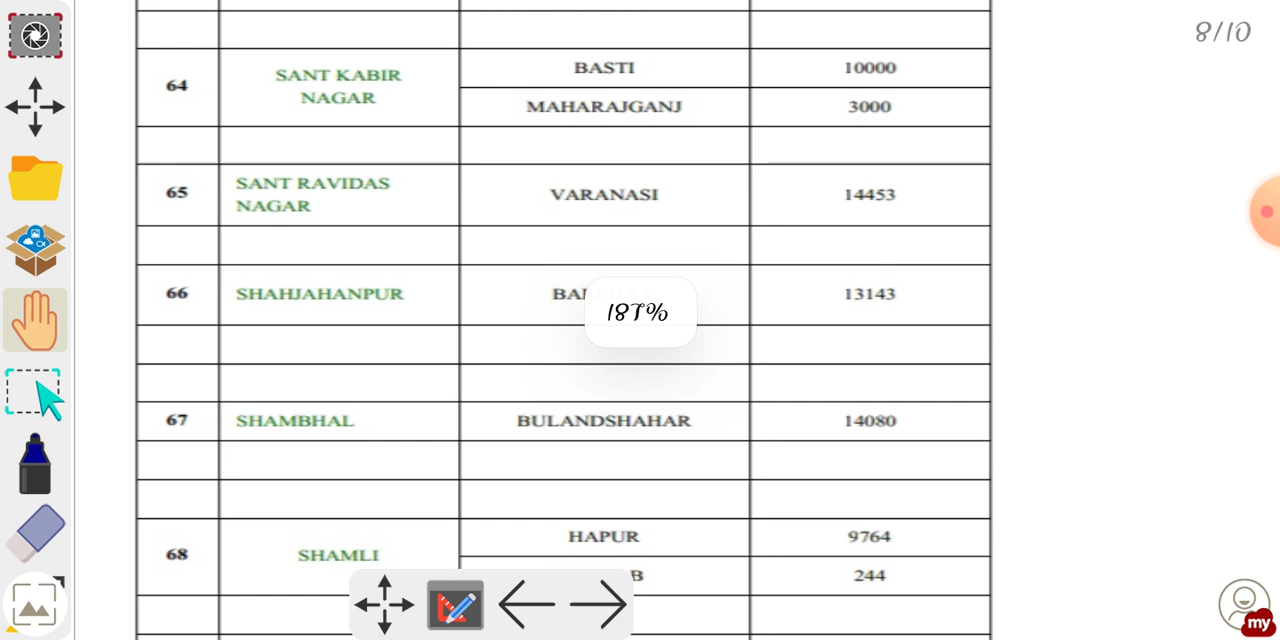 8/10
64
SANT KABIR
NAGAR
BASTI
10000
MAHARAJGANJ
3000
65
SANT RAVIDAS
NAGAR
VARANASI
14453
66
SHAHJAHANPUR
13143
187%
67
SHAMBHAL
BULANDSHAHAR
14080
68
SHAMLI
HAPUR
9764
244
my